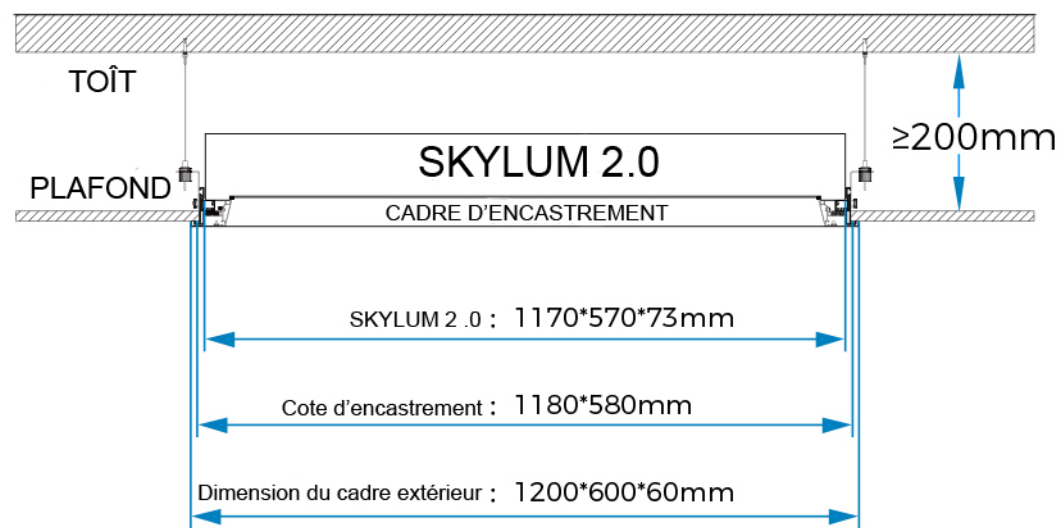 TOÎT
≥200mm
SKYLUM 2.0
PLAFOND
CADRE D'ENCASTREMENT
SKYLUM 2 .0 : 1170*570*73mm
Cote d'encastrement : 1180*580mm
Dimension du cadre extérieur : 1200*600*60mm